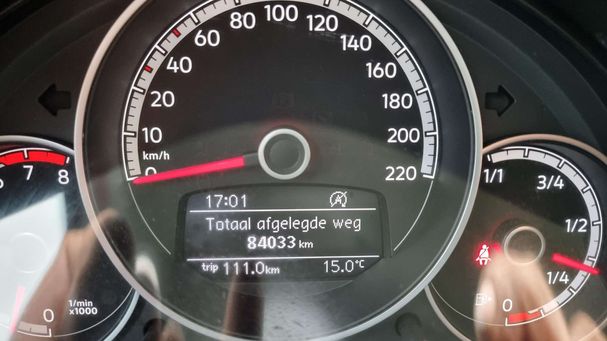 80 100 120
60 140
40 160
20 180
10 200
km/h
0 220
17:01
Totaal afgelegde weg
84033 km
trip 111.0km 15.0°C
6 7 8
1/min
x1000
0
1/1 3/4
1/2
1/4
0